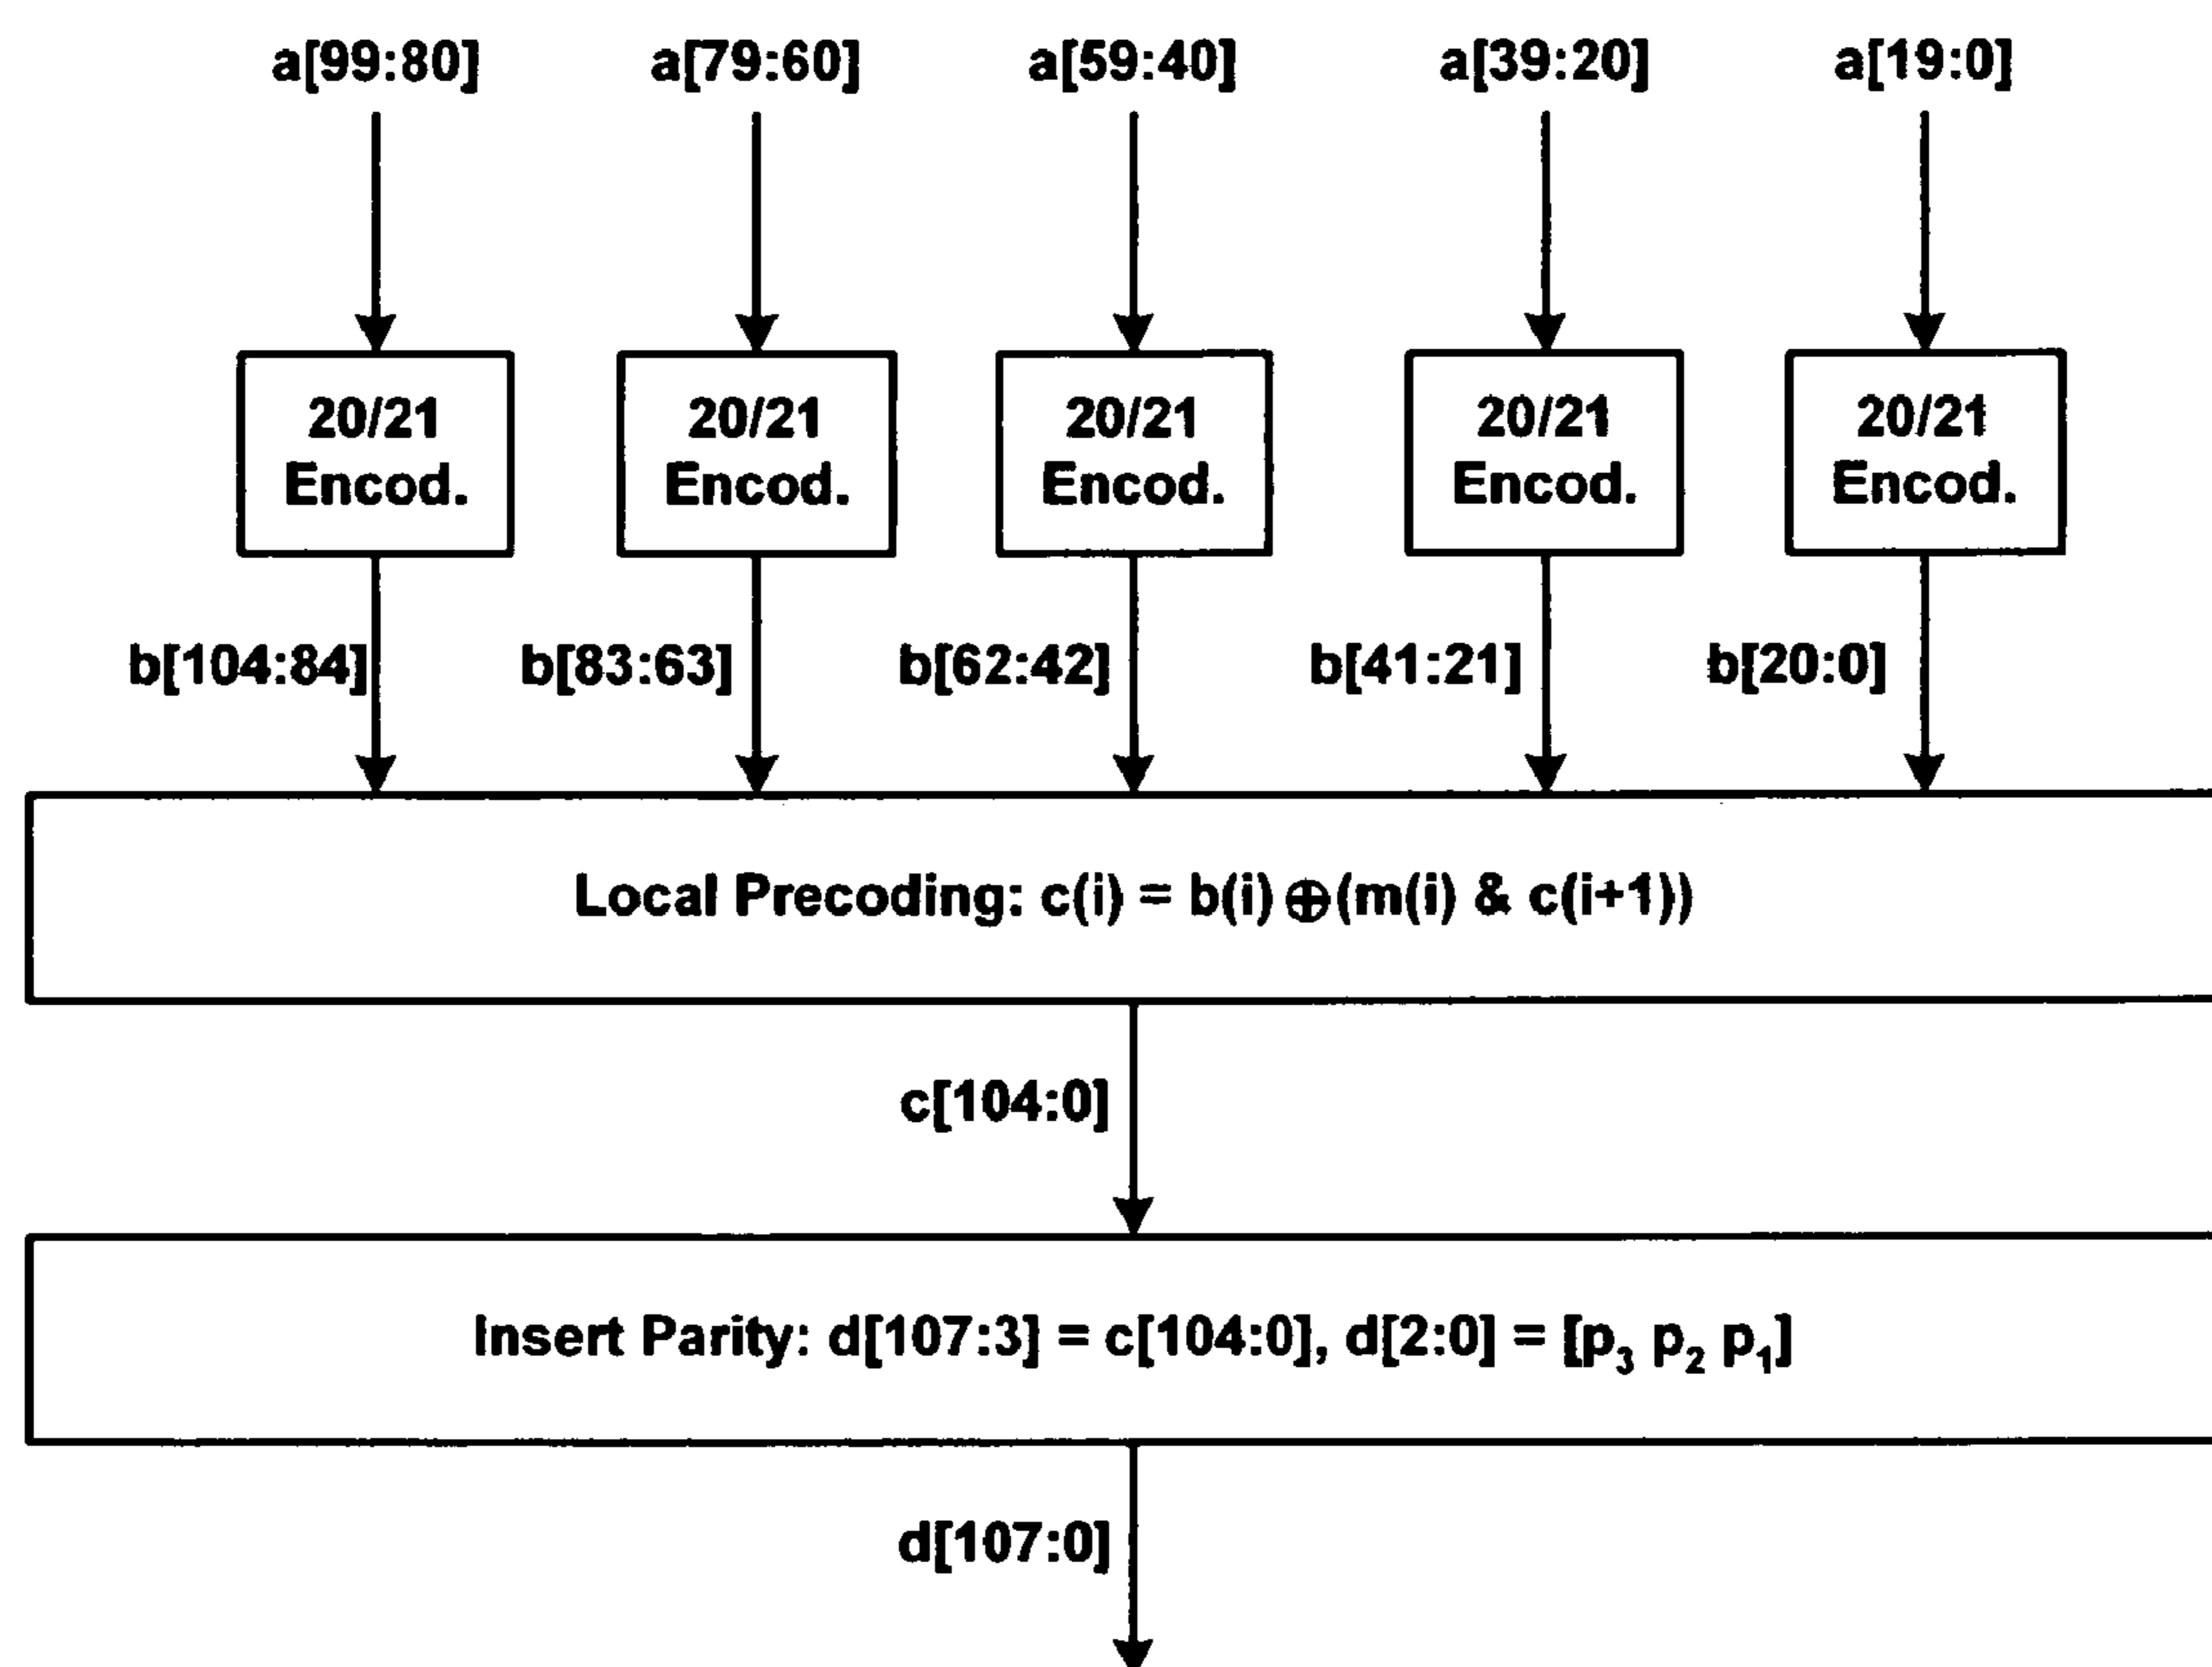 a[99:80] a[79:60] a[59:40] a[39:20] a[19:0]
20/21 20/21 20/21 20/21 20/21
Encod. Encod. Encod. Encod. Encod.
b[104:84] b[83:63] b[62:42] b[41:21] b[20:0]
Local Precoding: c(i) = b(i)⊕(m(i) & c(i+1))
c[104:0]
Insert Parity: d[107:3] = c[104:0], d[2:0] = [p₃ p₂ p₁]
d[107:0]